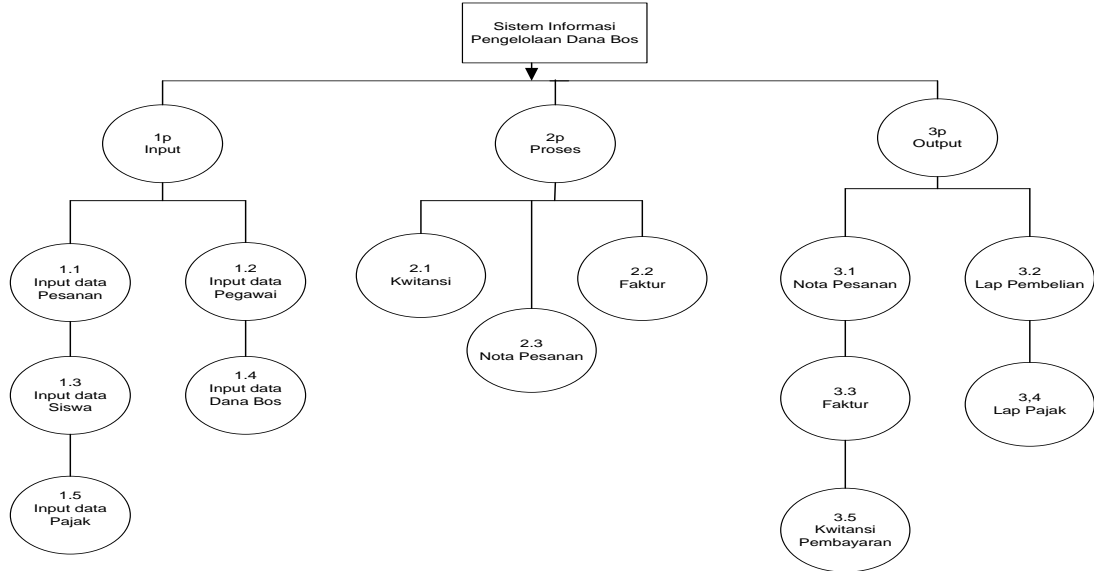 Sistem Informasi
Pengelolaan Dana Bos
1p
Input
2p
Proses
3p
Output
1.1
Input data
Pesanan
1.2
Input data
Pegawai
2.1
Kwitansi
2.2
Faktur
3.1
Nota Pesanan
3.2
Lap Pembelian
2.3
Nota Pesanan
1.3
Input data
Siswa
1.4
Input data
Dana Bos
3.3
Faktur
3,4
Lap Pajak
1.5
Input data
Pajak
3.5
Kwitansi
Pembayaran